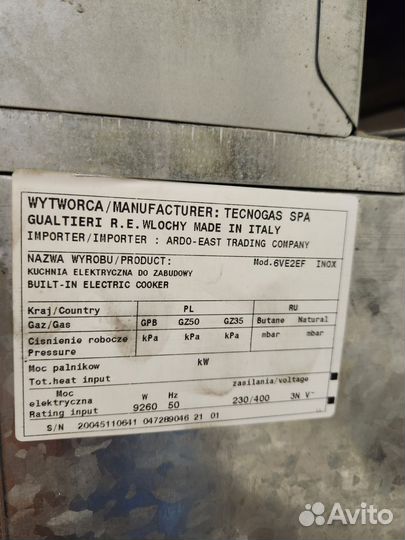 WYTWORCA/MANUFACTURER: TECNOGAS SPA
GUALTIERI R.E.WLOCHY MADE IN ITALY
IMPORTER/IMPORTER : ARDO-EAST TRADING COMPANY
NAZWA WYROBU/PRODUCT: Mod.6VE2EF INOX
KUCHNIA ELEKTRYCZNA DO ZABUDOWY
BUILT-IN ELECTRIC COOKER
Kraj/Country PL RU
Gaz/Gas GPB GZ50 GZ35 Butane Natural
Cisnienie robocze kPa kPa kPa mbar mbar
Pressure
Moc palnikow kW
Tot.heat input zasilania/voltage
Moc W Hz
elektryczna 9260 50 230/400 3N V~
Rating input
S/N 20045110641 047289046 21 01
Avito